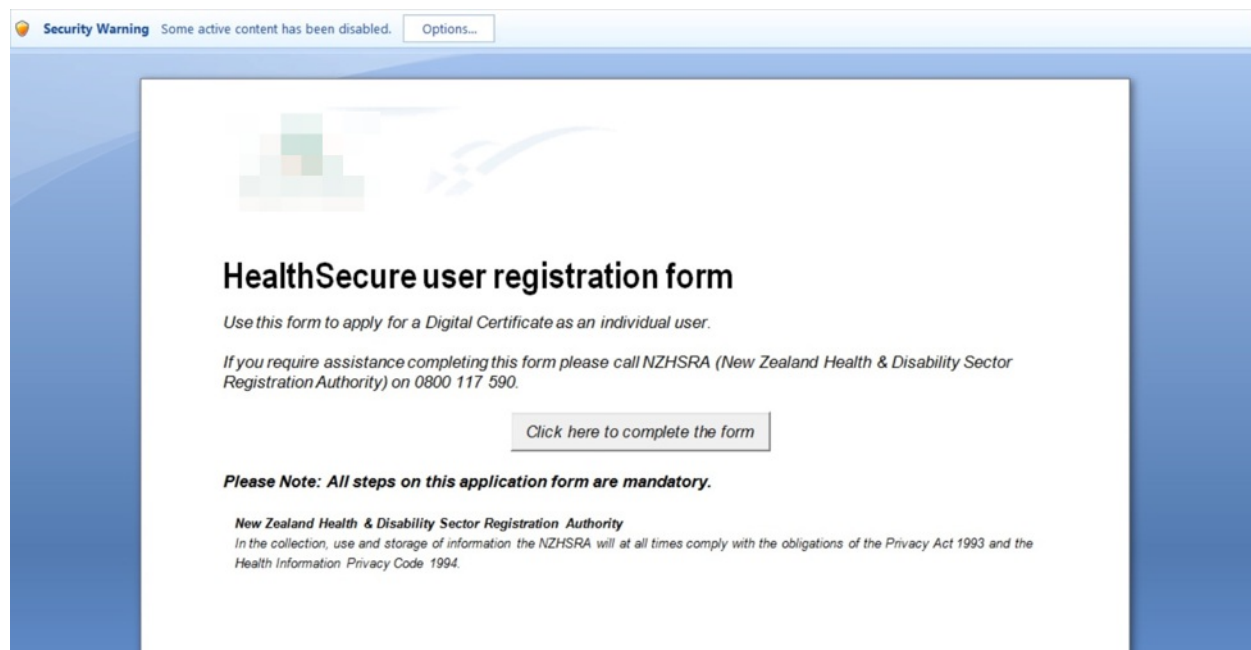 Security Warning Some active content has been disabled. Options...
HealthSecure user registration form
Use this form to apply for a Digital Certificate as an individual user.
If you require assistance completing this form please call NZHSRA (New Zealand Health & Disability Sector
Registration Authority) on 0800 117 590.
Click here to complete the form
Please Note: All steps on this application form are mandatory.
New Zealand Health & Disability Sector Registration Authority
In the collection, use and storage of information the NZHSRA will at all times comply with the obligations of the Privacy Act 1993 and the
Health Information Privacy Code 1994.